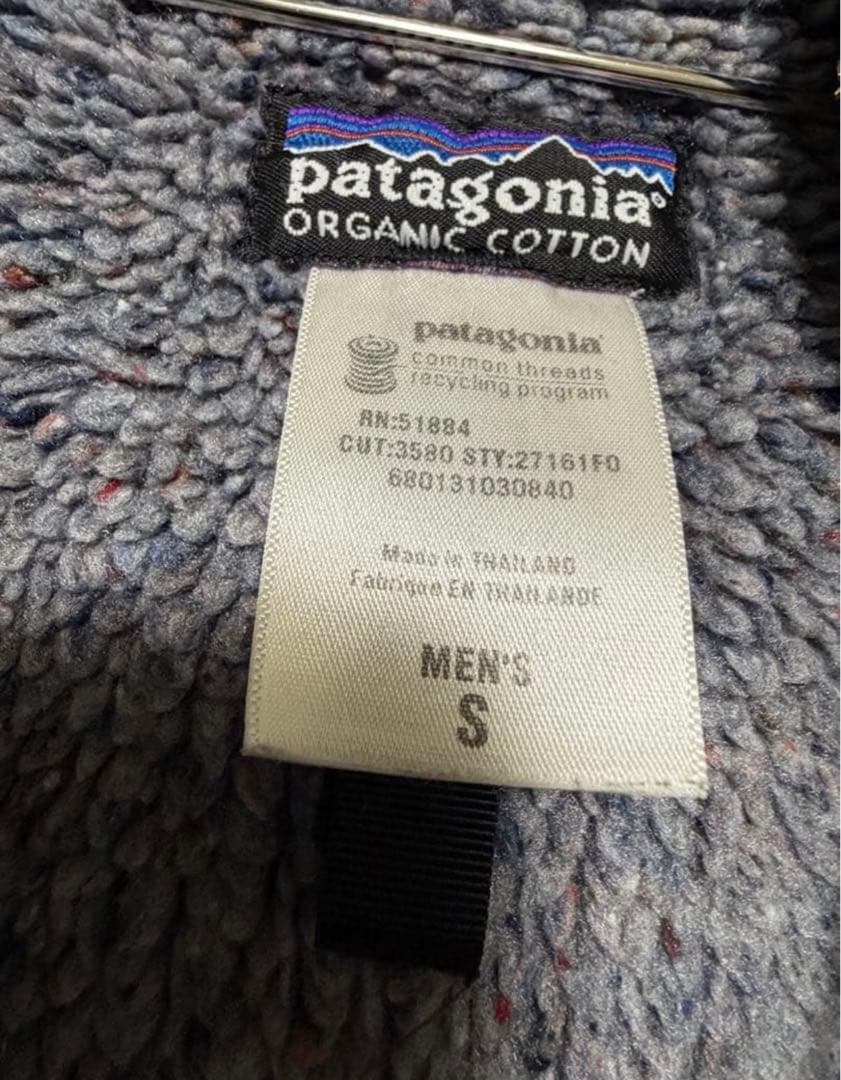 patagonia®
ORGANIC COTTON
patagonia®
common threads
recycling program
RN:51884
CUT:3580 STY:27161F0
680131030840
Made in THAILAND
Fabriqué EN THAILANDE
MEN'S
S